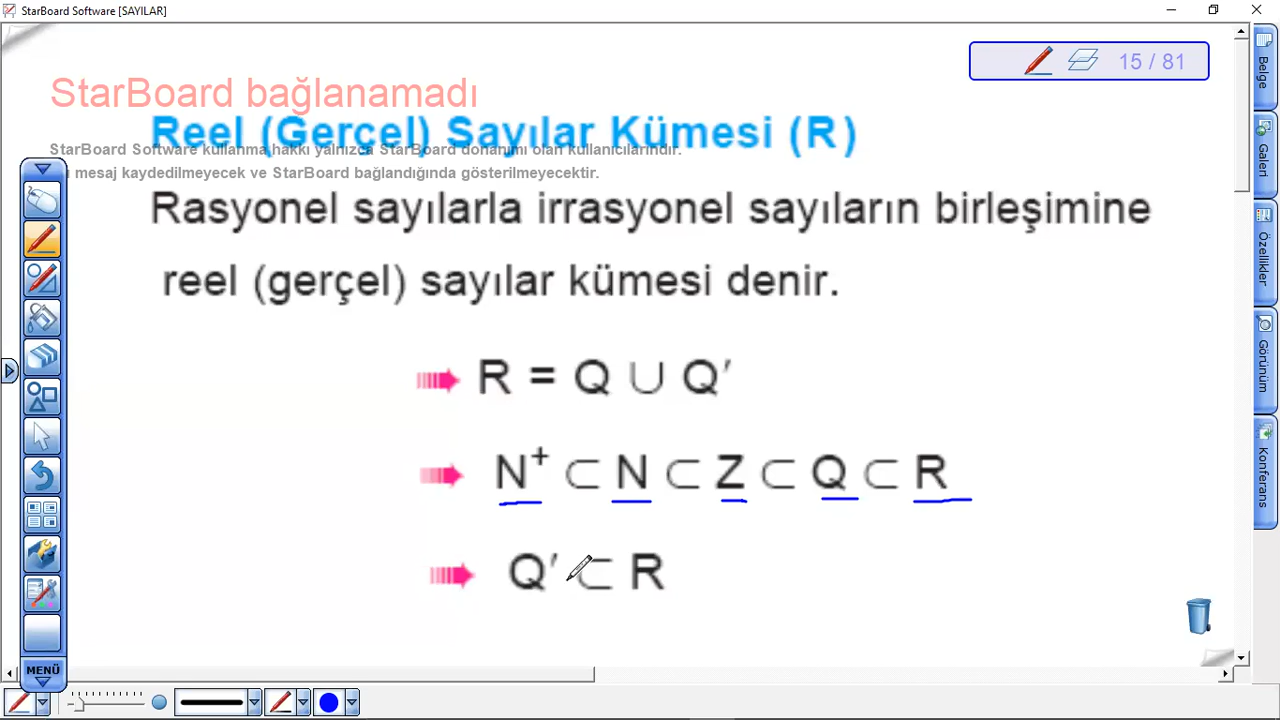 StarBoard Software [SAYILAR]
15 / 81
StarBoard bağlanamadı
Reel (Gerçel) Sayılar Kümesi (R)
StarBoard Software kullanma hakkı yalnızca StarBoard donanımı olan kullanıcılarındır.
mesaj kaydedilmeyecek ve StarBoard bağlandığında gösterilmeyecektir.
Rasyonel sayılarla irrasyonel sayıların birleşimine
reel (gerçel) sayılar kümesi denir.
R = Q ∪ Q′
N⁺ ⊂ N ⊂ Z ⊂ Q ⊂ R
Q′ ⊂ R
MENÜ
Belge
Galeri
Özellikler
Görünüm
Konferans